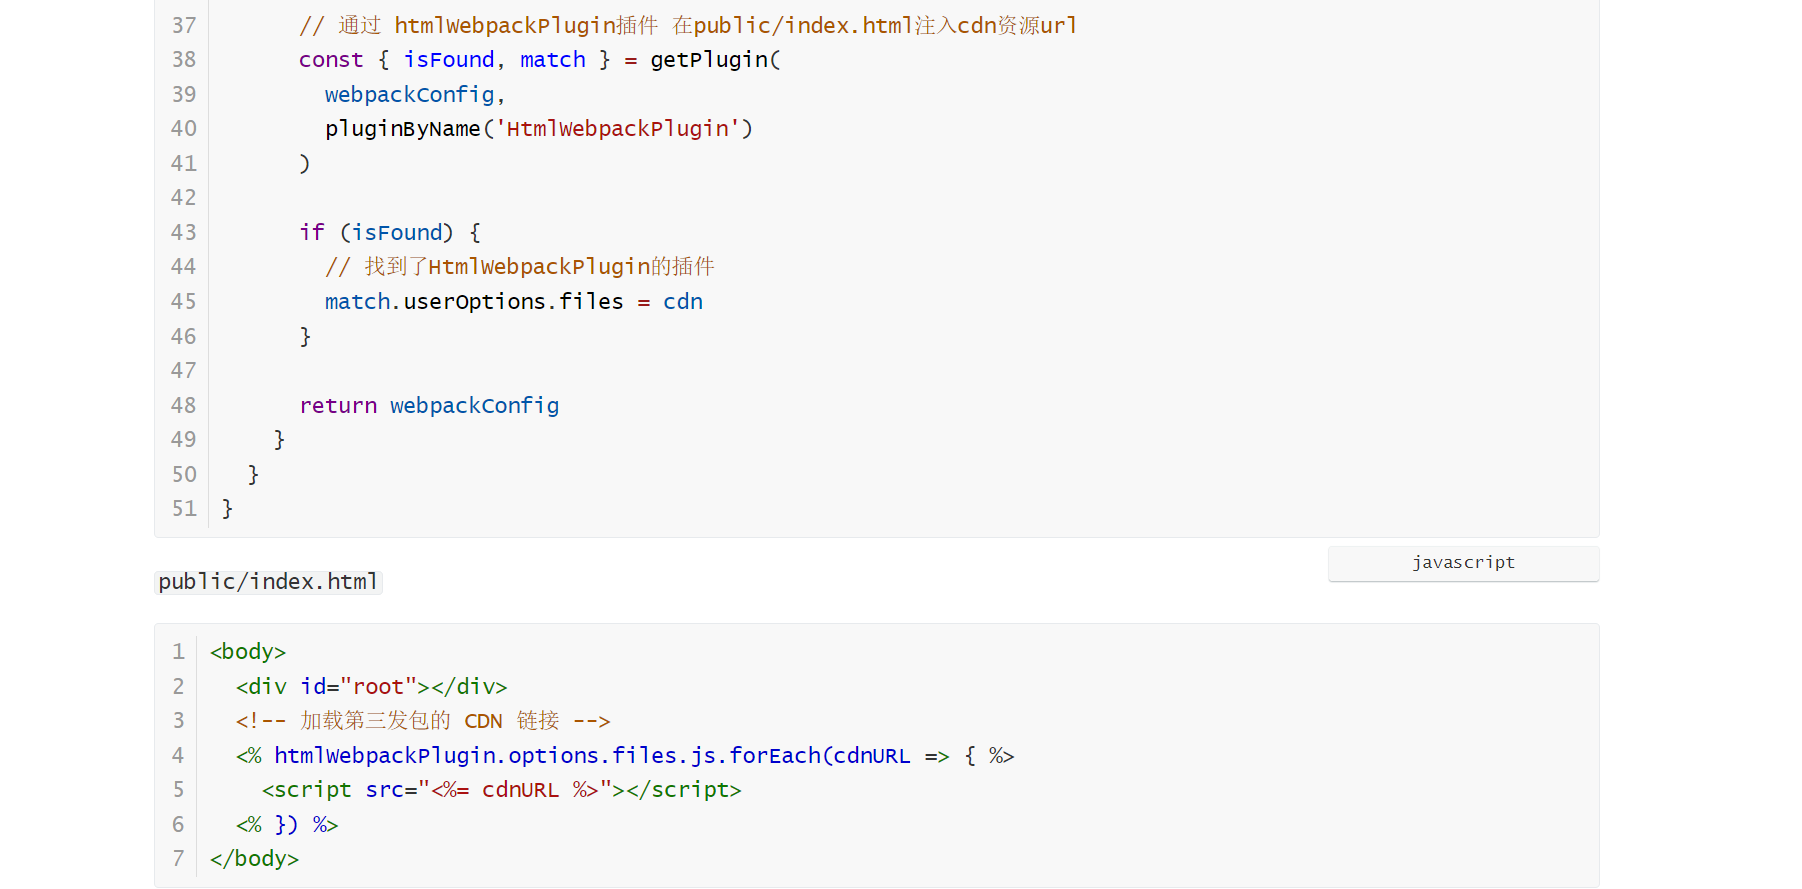 37 // 通过 htmlWebpackPlugin插件 在public/index.html注入cdn资源url
38 const { isFound, match } = getPlugin(
39 webpackConfig,
40 pluginByName('HtmlWebpackPlugin')
41 )
42
43 if (isFound) {
44 // 找到了HtmlWebpackPlugin的插件
45 match.userOptions.files = cdn
46 }
47
48 return webpackConfig
49 }
50 }
51 }
javascript
public/index.html
1 <body>
2 <div id="root"></div>
3 <!-- 加载第三发包的 CDN 链接 -->
4 <% htmlWebpackPlugin.options.files.js.forEach(cdnURL => { %>
5 <script src="<%= cdnURL %>"></script>
6 <% }) %>
7 </body>